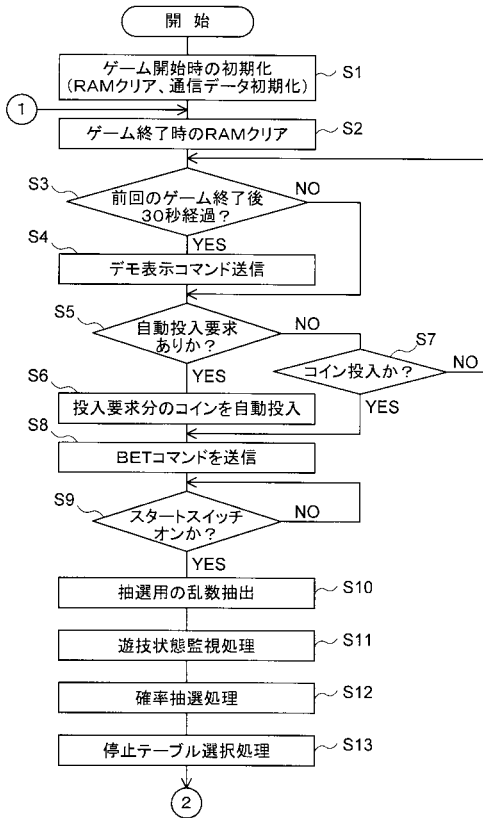 開 始
ゲーム開始時の初期化
(RAMクリア、通信データ初期化)
S1
1
ゲーム終了時のRAMクリア
S2
S3
前回のゲーム終了後
30秒経過？
NO
YES
S4
デモ表示コマンド送信
S5
自動投入要求
ありか？
NO
YES
S7
コイン投入か？
NO
YES
S6
投入要求分のコインを自動投入
S8
BETコマンドを送信
S9
スタートスイッチ
オンか？
NO
YES
抽選用の乱数抽出
S10
遊技状態監視処理
S11
確率抽選処理
S12
停止テーブル選択処理
S13
2